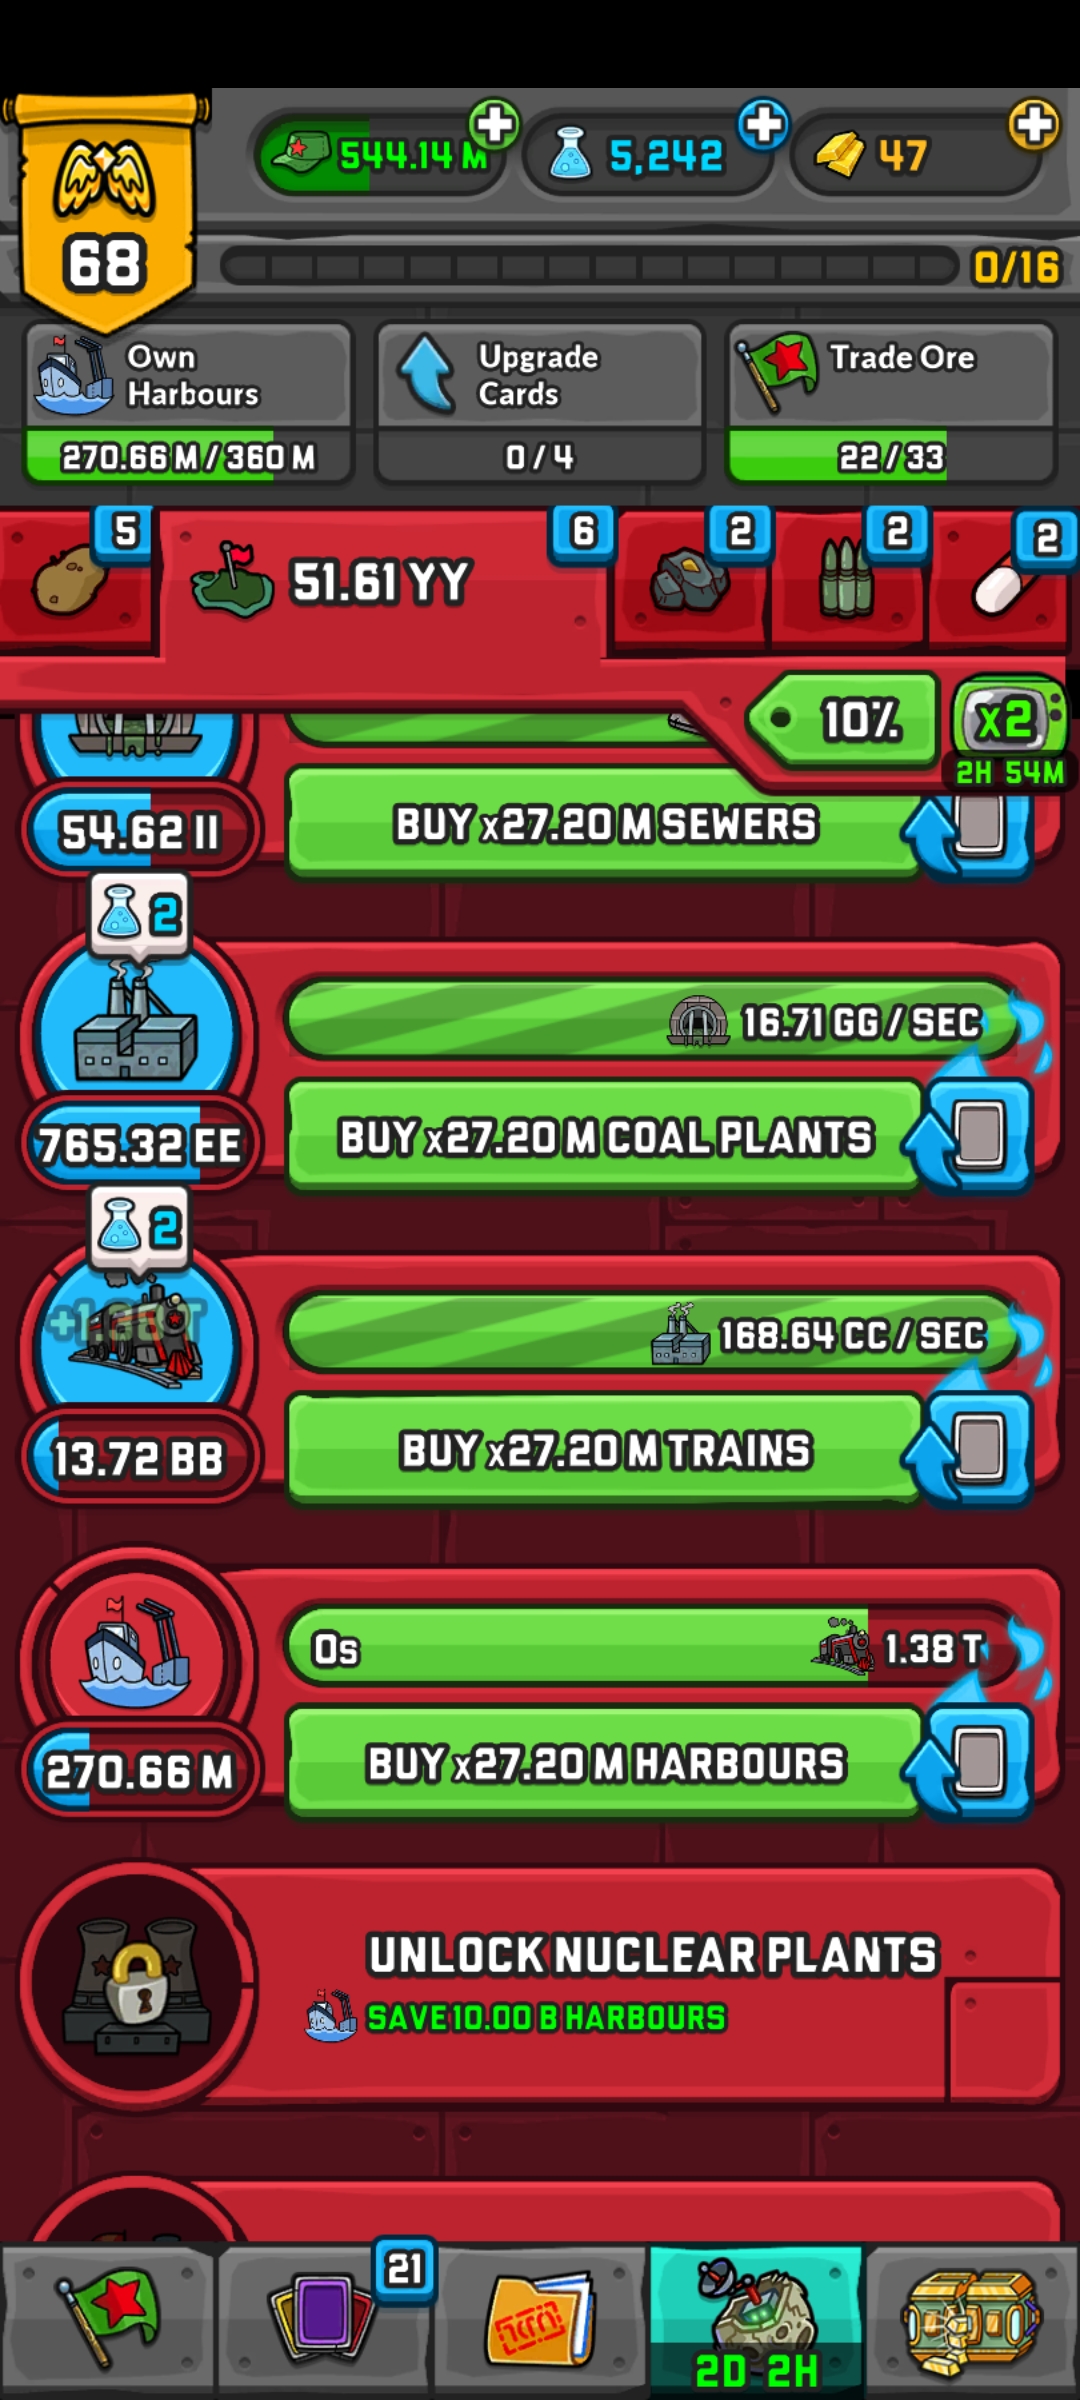 544.14 M
5,242
47
68
0/16
Own
Harbours
Upgrade
Cards
Trade Ore
270.66 M / 360 M
0 / 4
22 / 33
5
51.61 YY
6
2
2
2
10%
x2
2H 54M
54.62 II
BUY x27.20 M SEWERS
2
16.71 GG / SEC
765.32 EE
BUY x27.20 M COAL PLANTS
2
168.64 CC / SEC
13.72 BB
BUY x27.20 M TRAINS
0s
1.38 T
270.66 M
BUY x27.20 M HARBOURS
UNLOCK NUCLEAR PLANTS
SAVE 10.00 B HARBOURS
21
2D 2H